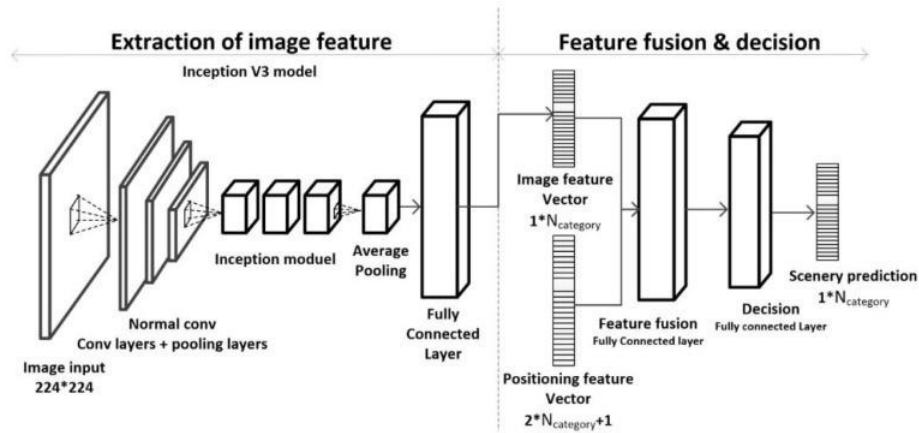 Extraction of image feature
Feature fusion & decision
Inception V3 model
Image input
224*224
Normal conv
Conv layers + pooling layers
Inception moduel
Average
Pooling
Fully
Connected
Layer
Image feature
Vector
1*Ncategory
Positioning feature
Vector
2*Ncategory+1
Feature fusion
Fully Connected layer
Decision
Fully connected Layer
Scenery prediction
1*Ncategory